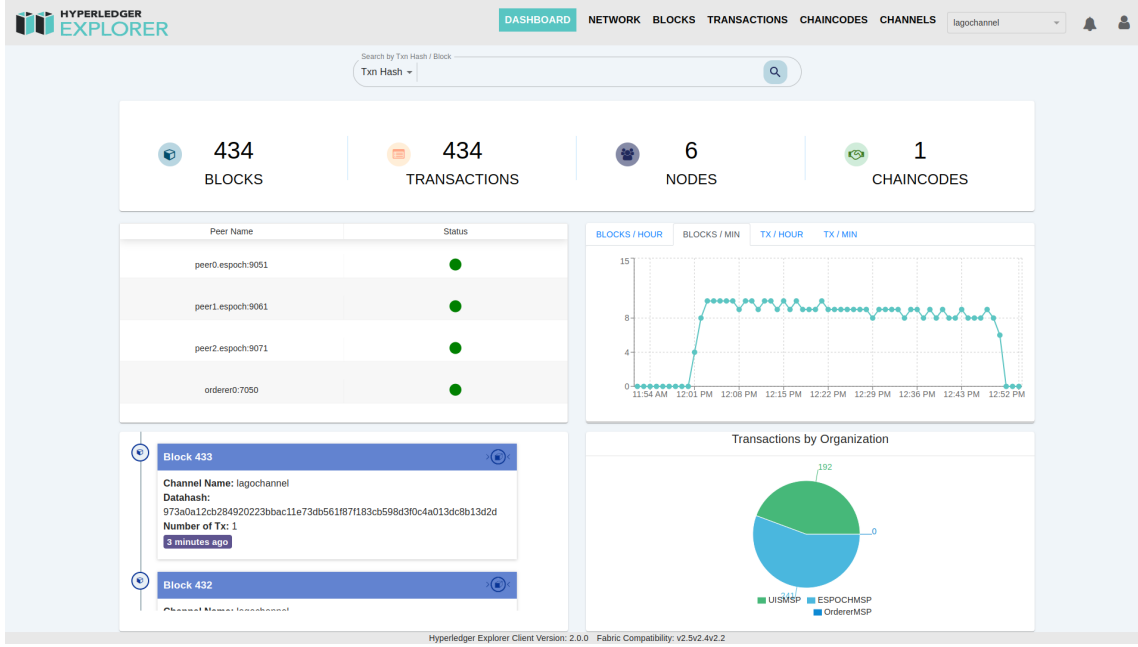 HYPERLEDGER
EXPLORER
DASHBOARD NETWORK BLOCKS TRANSACTIONS CHAINCODES CHANNELS lagochannel
Search by Txn Hash / Block
Txn Hash
434 BLOCKS
434 TRANSACTIONS
6 NODES
1 CHAINCODES
Peer Name Status
peer0.espoch:9051
peer1.espoch:9061
peer2.espoch:9071
orderer0:7050
BLOCKS / HOUR BLOCKS / MIN TX / HOUR TX / MIN
15
8
4
0
11:54 AM 12:01 PM 12:08 PM 12:15 PM 12:22 PM 12:29 PM 12:36 PM 12:43 PM 12:52 PM
Block 433
Channel Name: lagochannel
Datahash:
973a0a12cb284920223bbac11e73db561f87f183cb598d3f0c4a013dc8b13d2d
Number of Tx: 1
3 minutes ago
Block 432
Channel Name: lagochannel
Transactions by Organization
192
0
241
UISMSP ESPOCHMSP
OrdererMSP
Hyperledger Explorer Client Version: 2.0.0 Fabric Compatibility: v2.5v2.4v2.2